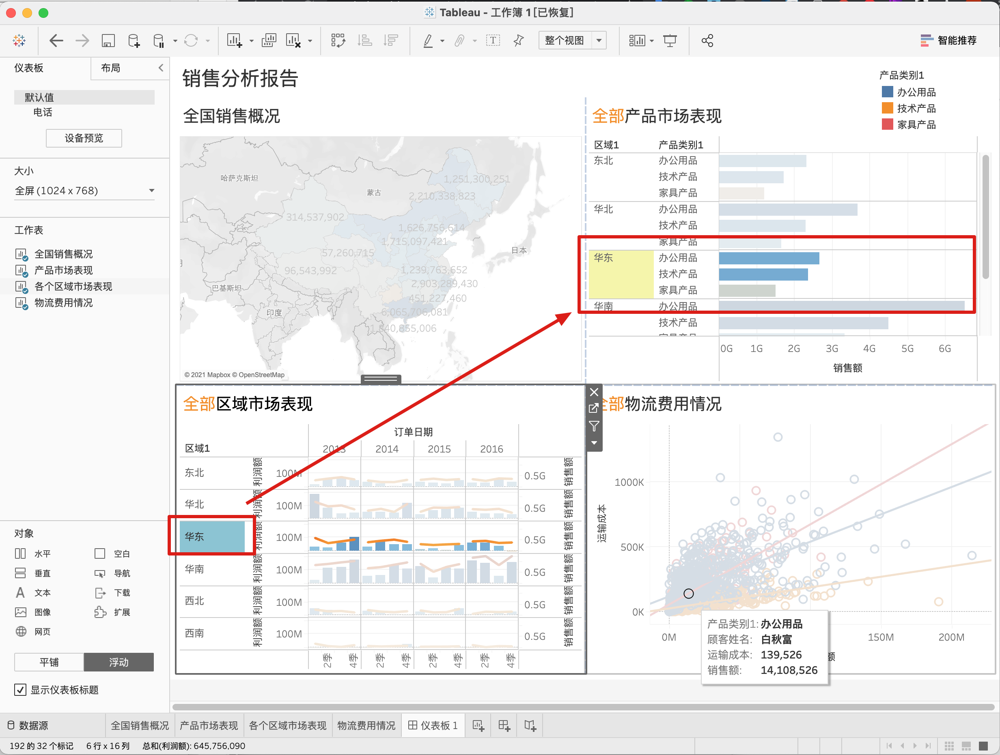 Tableau - 工作簿 1[已恢复]
整个视图
智能推荐
仪表板
布局
默认值
电话
设备预览
大小
全屏 (1024 x 768)
工作表
全国销售概况
产品市场表现
各个区域市场表现
物流费用情况
对象
水平
空白
垂直
导航
文本
下载
图像
扩展
网页
平铺
浮动
显示仪表板标题
销售分析报告
产品类别1
办公用品
技术产品
家具产品
全国销售概况
哈萨克斯坦
蒙古
日本
巴基斯坦
印度
1,251,300,251
2,210,338,823
314,537,902
1,626,756,614
1,715,097,421
57,260,715
96,543,992
1,239,763,652
2,903,289,430
451,227,460
6,065,706,081
1,840,855,006
© 2021 Mapbox © OpenStreetMap
全部产品市场表现
区域1 产品类别1
东北 办公用品
技术产品
家具产品
华北 办公用品
技术产品
家具产品
华东 办公用品
技术产品
家具产品
华南 办公用品
技术产品
家具产品
0G 1G 2G 3G 4G 5G 6G
销售额
全部区域市场表现
订单日期
区域1 2013 2014 2015 2016
东北 利润额 100M 0.5G 销售额
华北 利润额 100M 0.5G 销售额
华东 利润额 100M 0.5G 销售额
华南 利润额 100M 0.5G 销售额
西北 利润额 100M 0.5G 销售额
西南 利润额 100M 0.5G 销售额
2季 4季 2季 4季 2季 4季 2季 4季
全部物流费用情况
运输成本
1000K
500K
0K
0M 150M 200M
额
产品类别1: 办公用品
顾客姓名: 白秋富
运输成本: 139,526
销售额: 14,108,526
数据源
全国销售概况
产品市场表现
各个区域市场表现
物流费用情况
仪表板 1
192 的 32 个标记 6 行 x 16 列 总和(利润额): 645,756,090